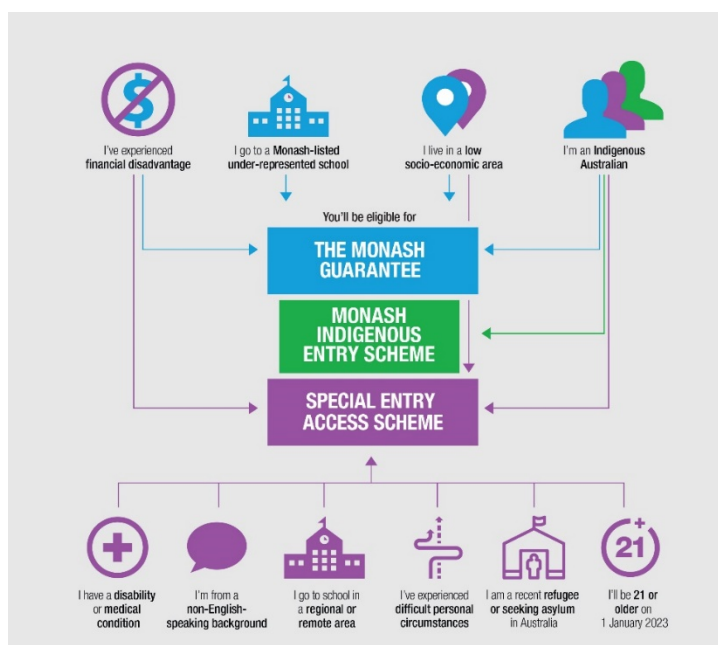 $
I've experienced
financial disadvantage
I go to a Monash-listed
under-represented school
I live in a low
socio-economic area
I'm an Indigenous
Australian
You'll be eligible for
THE MONASH
GUARANTEE
MONASH
INDIGENOUS
ENTRY SCHEME
SPECIAL ENTRY
ACCESS SCHEME
21+
I have a disability
or medical
condition
I'm from a
non-English-
speaking background
I go to school in
a regional or
remote area
I've experienced
difficult personal
circumstances
I am a recent refugee
or seeking asylum
in Australia
I'll be 21 or
older on
1 January 2023